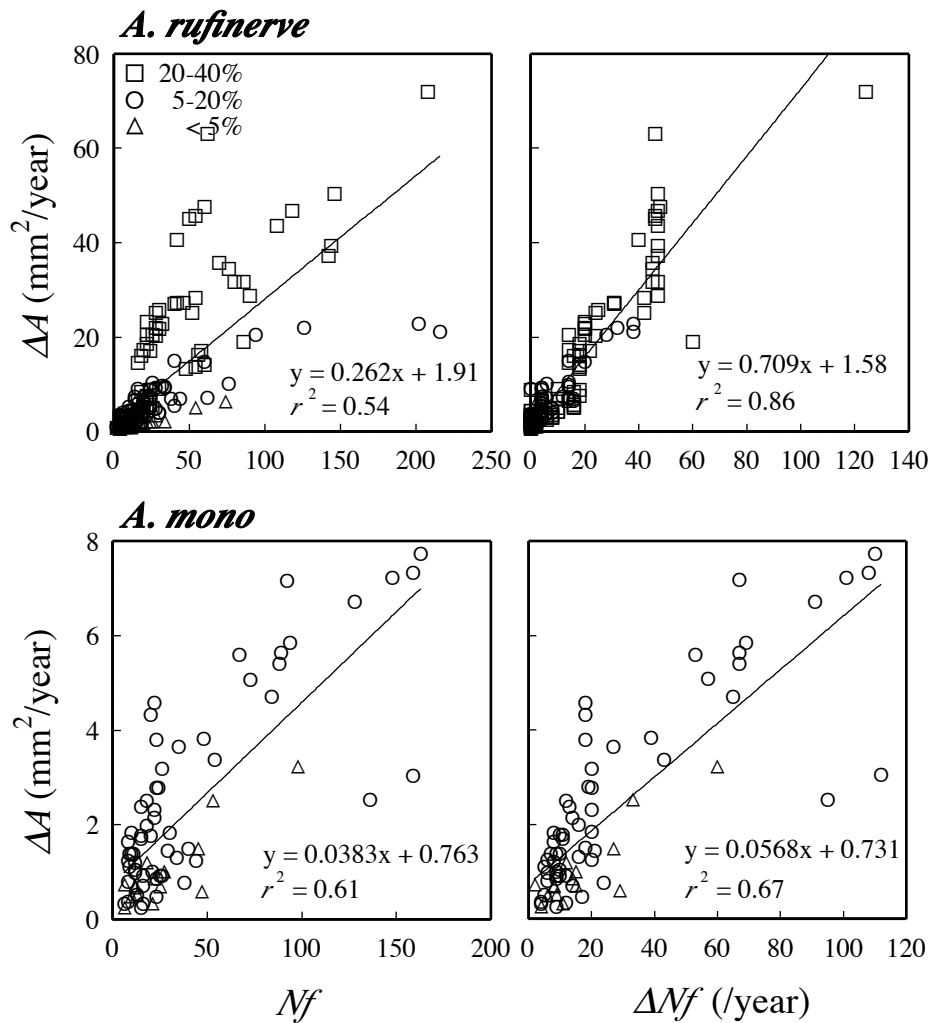 A. rufinerve
ΔA (mm²/year)
80
60
40
20
0
20-40%
5-20%
< 5%
y = 0.262x + 1.91
r² = 0.54
0 50 100 150 200 250
y = 0.709x + 1.58
r² = 0.86
0 20 40 60 80 100 120 140
A. mono
ΔA (mm²/year)
8
6
4
2
0
y = 0.0383x + 0.763
r² = 0.61
0 50 100 150 200
y = 0.0568x + 0.731
r² = 0.67
0 20 40 60 80 100 120
Nf
ΔNf (/year)